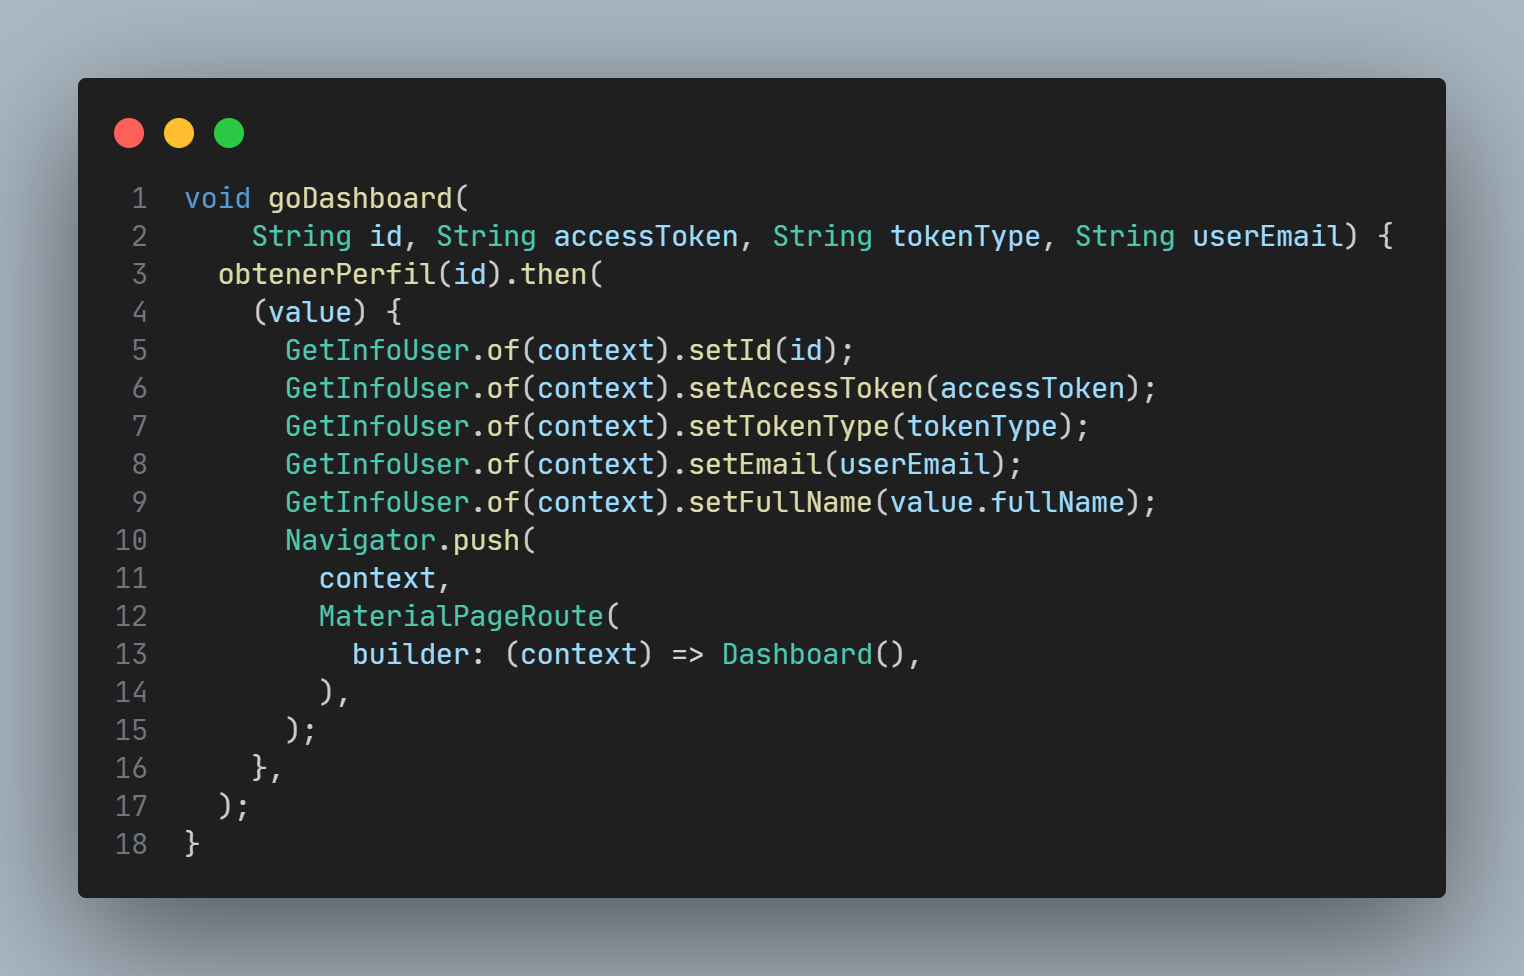 1 void goDashboard(
2     String id, String accessToken, String tokenType, String userEmail) {
3   obtenerPerfil(id).then(
4     (value) {
5       GetInfoUser.of(context).setId(id);
6       GetInfoUser.of(context).setAccessToken(accessToken);
7       GetInfoUser.of(context).setTokenType(tokenType);
8       GetInfoUser.of(context).setEmail(userEmail);
9       GetInfoUser.of(context).setFullName(value.fullName);
10       Navigator.push(
11         context,
12         MaterialPageRoute(
13           builder: (context) => Dashboard(),
14         ),
15       );
16     },
17   );
18 }